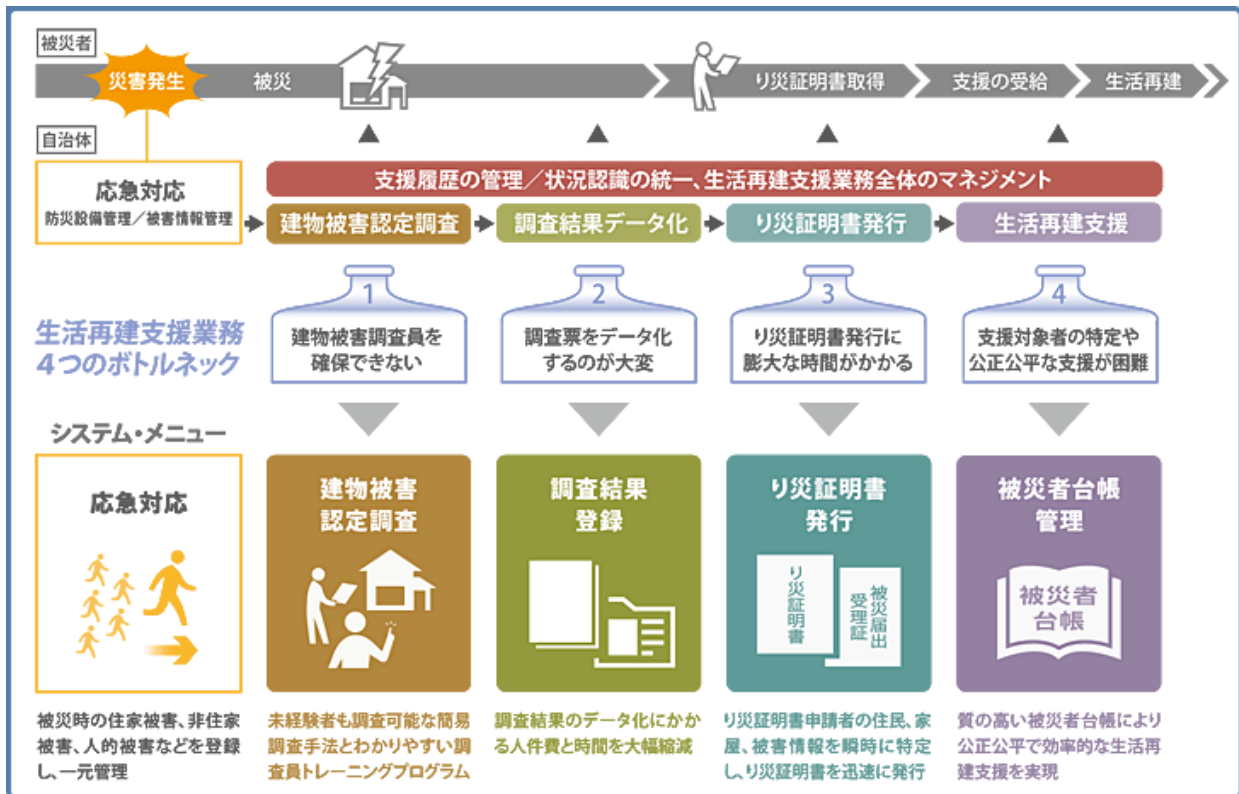 被災者
災害発生
被災
り災証明書取得
支援の受給
生活再建
自治体
応急対応
防災設備管理／被害情報管理
支援履歴の管理／状況認識の統一、生活再建支援業務全体のマネジメント
建物被害認定調査
調査結果データ化
り災証明書発行
生活再建支援
生活再建支援業務
4つのボトルネック
1
建物被害調査員を
確保できない
2
調査票をデータ化
するのが大変
3
り災証明書発行に
膨大な時間がかかる
4
支援対象者の特定や
公正公平な支援が困難
システム・メニュー
応急対応
被災時の住家被害、非住家
被害、人的被害などを登録
し、一元管理
建物被害
認定調査
未経験者も調査可能な簡易
調査手法とわかりやすい調
査員トレーニングプログラム
調査結果
登録
調査結果のデータ化にかか
る人件費と時間を大幅縮減
り災証明書
発行
り災証明書
被災届出
受理証
り災証明書申請者の住民、家
屋、被害情報を瞬時に特定
し、り災証明書を迅速に発行
被災者台帳
管理
被災者
台帳
質の高い被災者台帳により
公正公平で効率的な生活再
建支援を実現